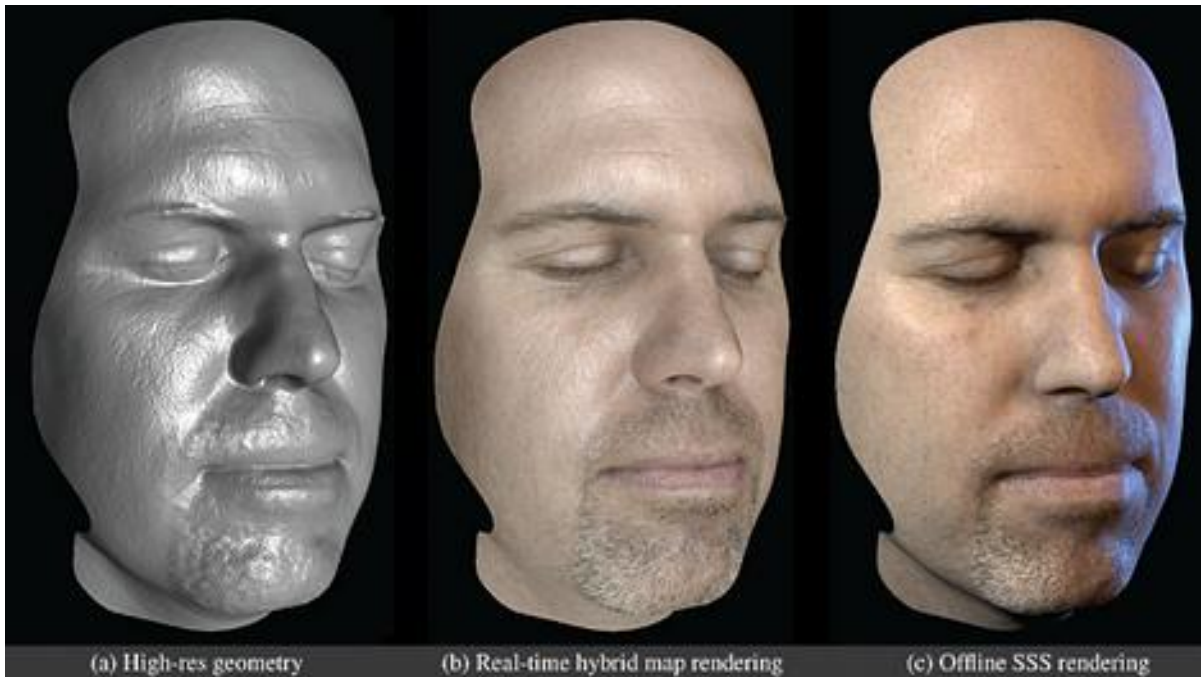 (a) High-res geometry
(b) Real-time hybrid map rendering
(c) Offline SSS rendering